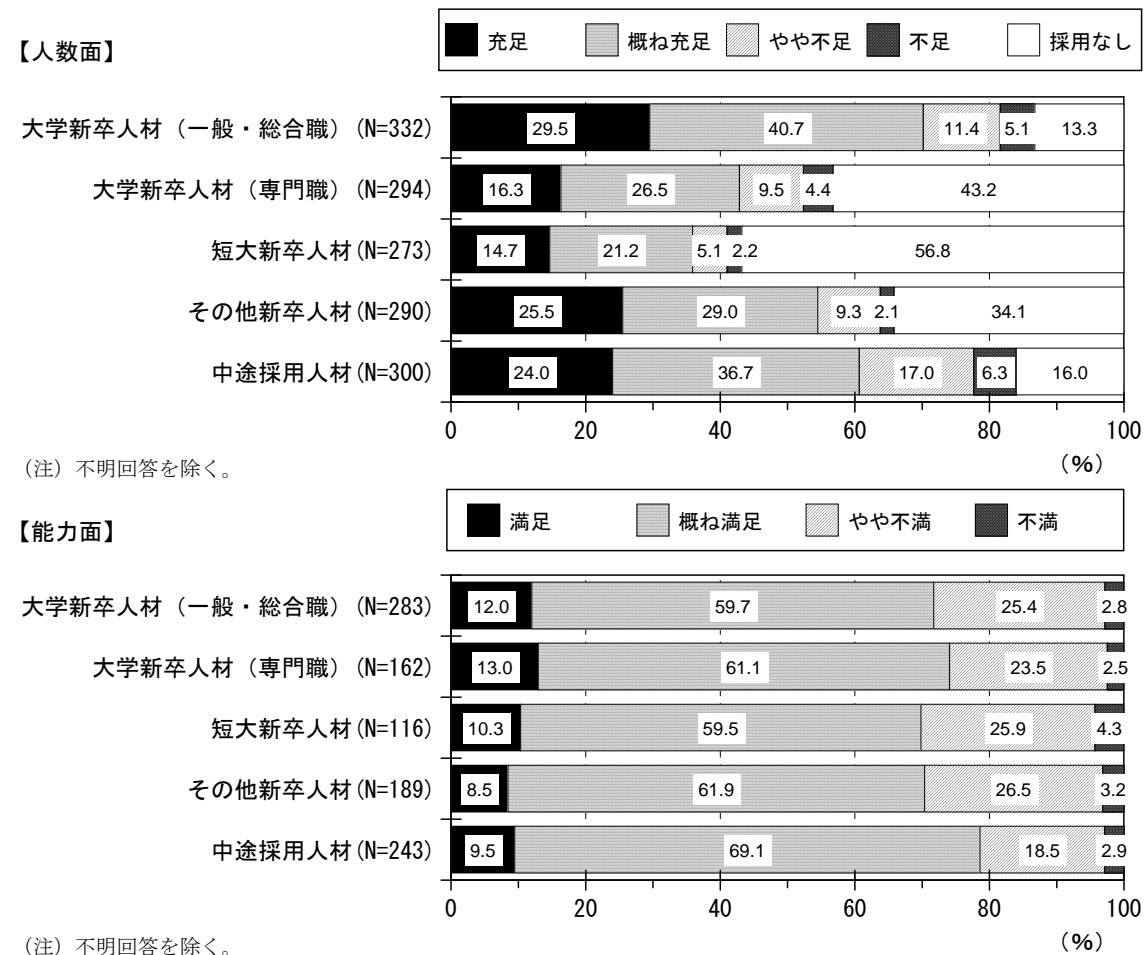 【人数面】
充足 概ね充足 やや不足 不足 採用なし
大学新卒人材（一般・総合職）(N=332) 29.5 40.7 11.4 5.1 13.3
大学新卒人材（専門職）(N=294) 16.3 26.5 9.5 4.4 43.2
短大新卒人材(N=273) 14.7 21.2 5.1 2.2 56.8
その他新卒人材(N=290) 25.5 29.0 9.3 2.1 34.1
中途採用人材(N=300) 24.0 36.7 17.0 6.3 16.0
0 20 40 60 80 100
（%）
（注）不明回答を除く。
【能力面】
満足 概ね満足 やや不満 不満
大学新卒人材（一般・総合職）(N=283) 12.0 59.7 25.4 2.8
大学新卒人材（専門職）(N=162) 13.0 61.1 23.5 2.5
短大新卒人材(N=116) 10.3 59.5 25.9 4.3
その他新卒人材(N=189) 8.5 61.9 26.5 3.2
中途採用人材(N=243) 9.5 69.1 18.5 2.9
0 20 40 60 80 100
（%）
（注）不明回答を除く。